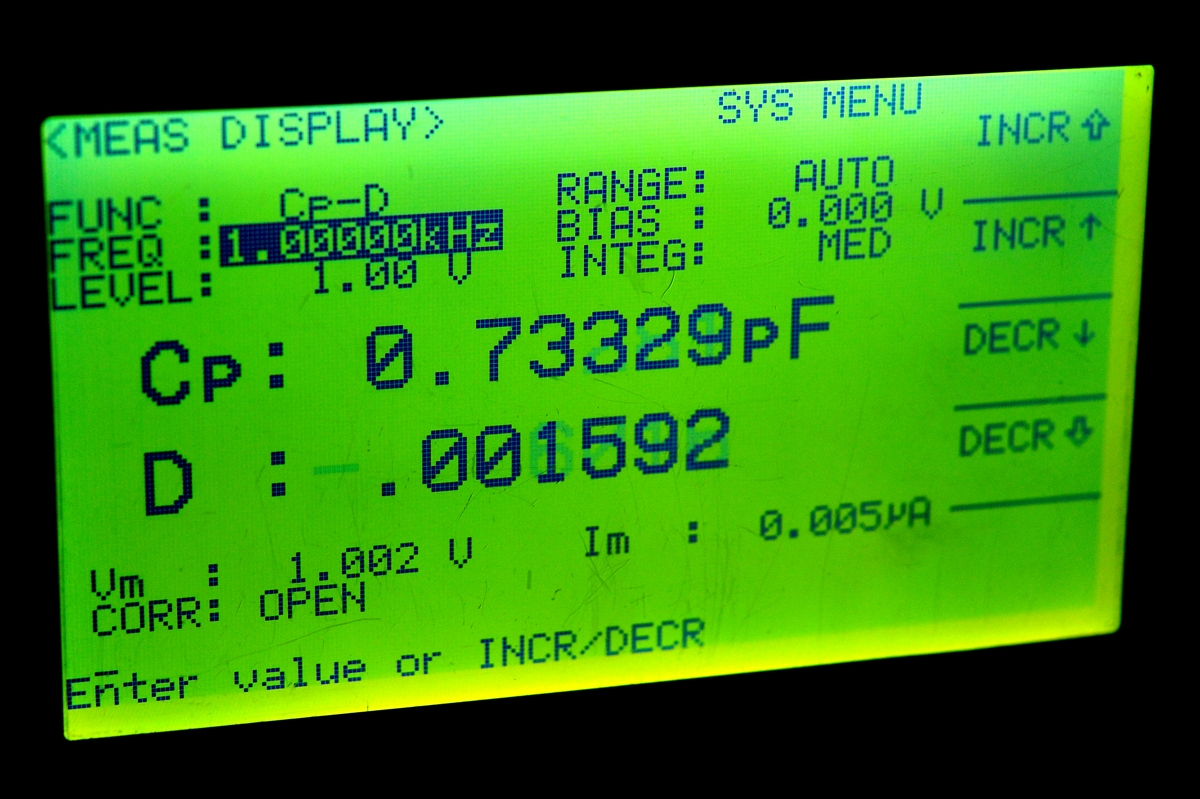 <MEAS DISPLAY> SYS MENU
FUNC : Cp-D RANGE: AUTO
FREQ : 1.00000kHz BIAS : 0.000 V
LEVEL: 1.00 V INTEG: MED
Cp: 0.73329pF
D : .001592
Vm : 1.002 V Im : 0.005µA
CORR: OPEN
Enter value or INCR/DECR
INCR ⇧
INCR ↑
DECR ↓
DECR ⇩